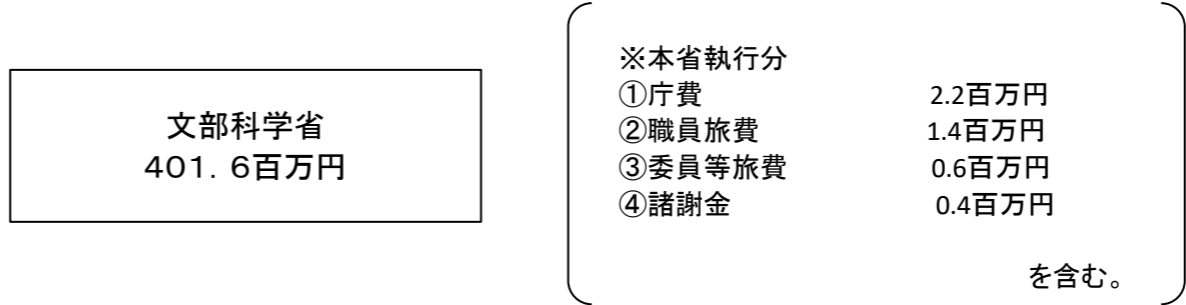 文部科学省
４０１．６百万円
※本省執行分
①庁費 2.2百万円
②職員旅費 1.4百万円
③委員等旅費 0.6百万円
④諸謝金 0.4百万円
を含む。